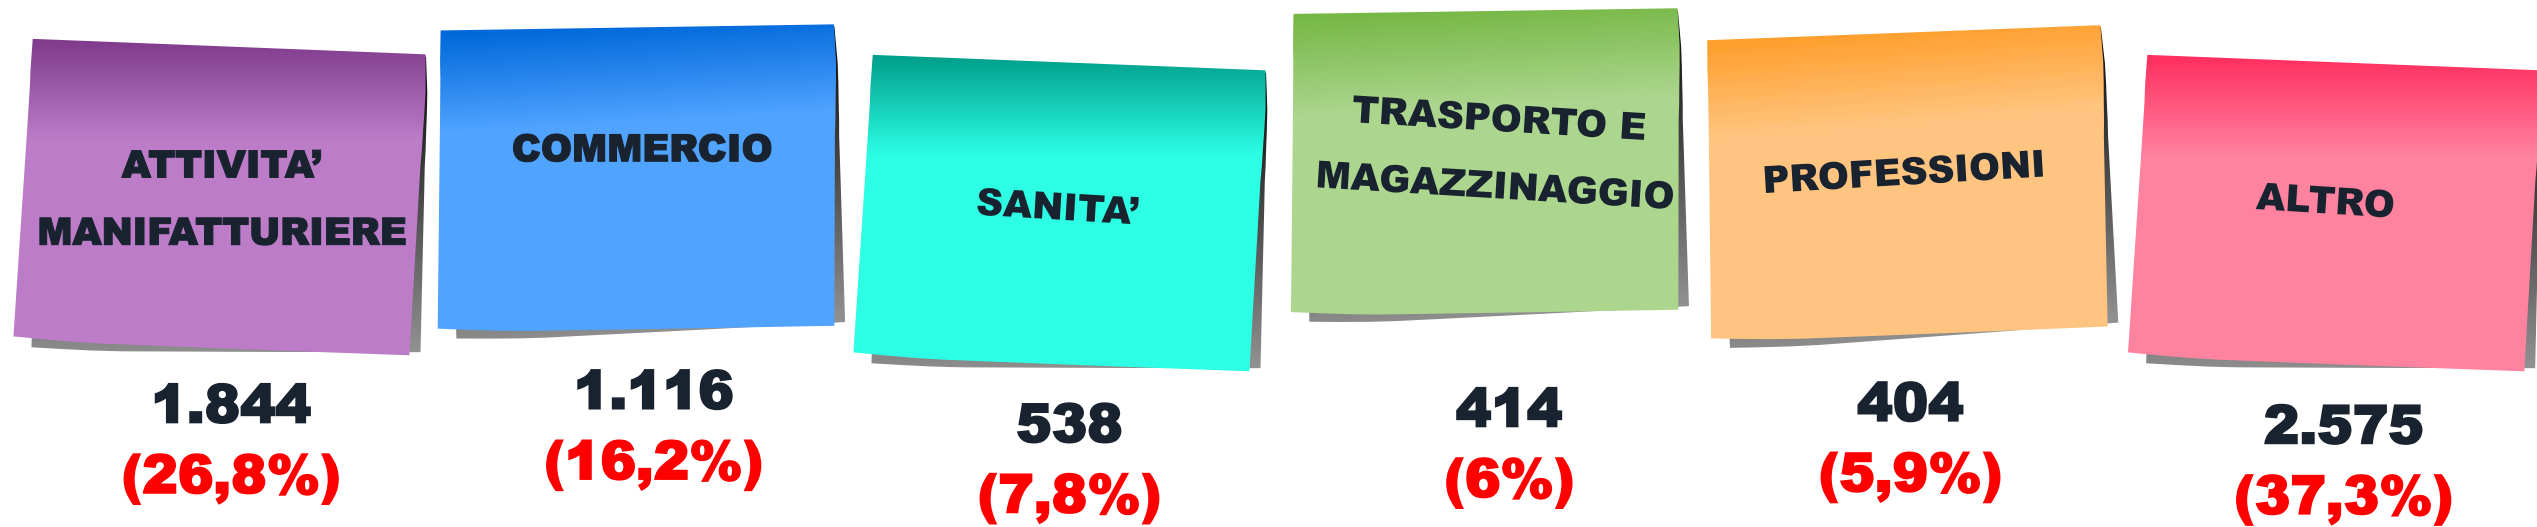 ATTIVITA’
MANIFATTURIERE
1.844
(26,8%)
COMMERCIO
1.116
(16,2%)
SANITA’
538
(7,8%)
TRASPORTO E
MAGAZZINAGGIO
414
(6%)
PROFESSIONI
404
(5,9%)
ALTRO
2.575
(37,3%)